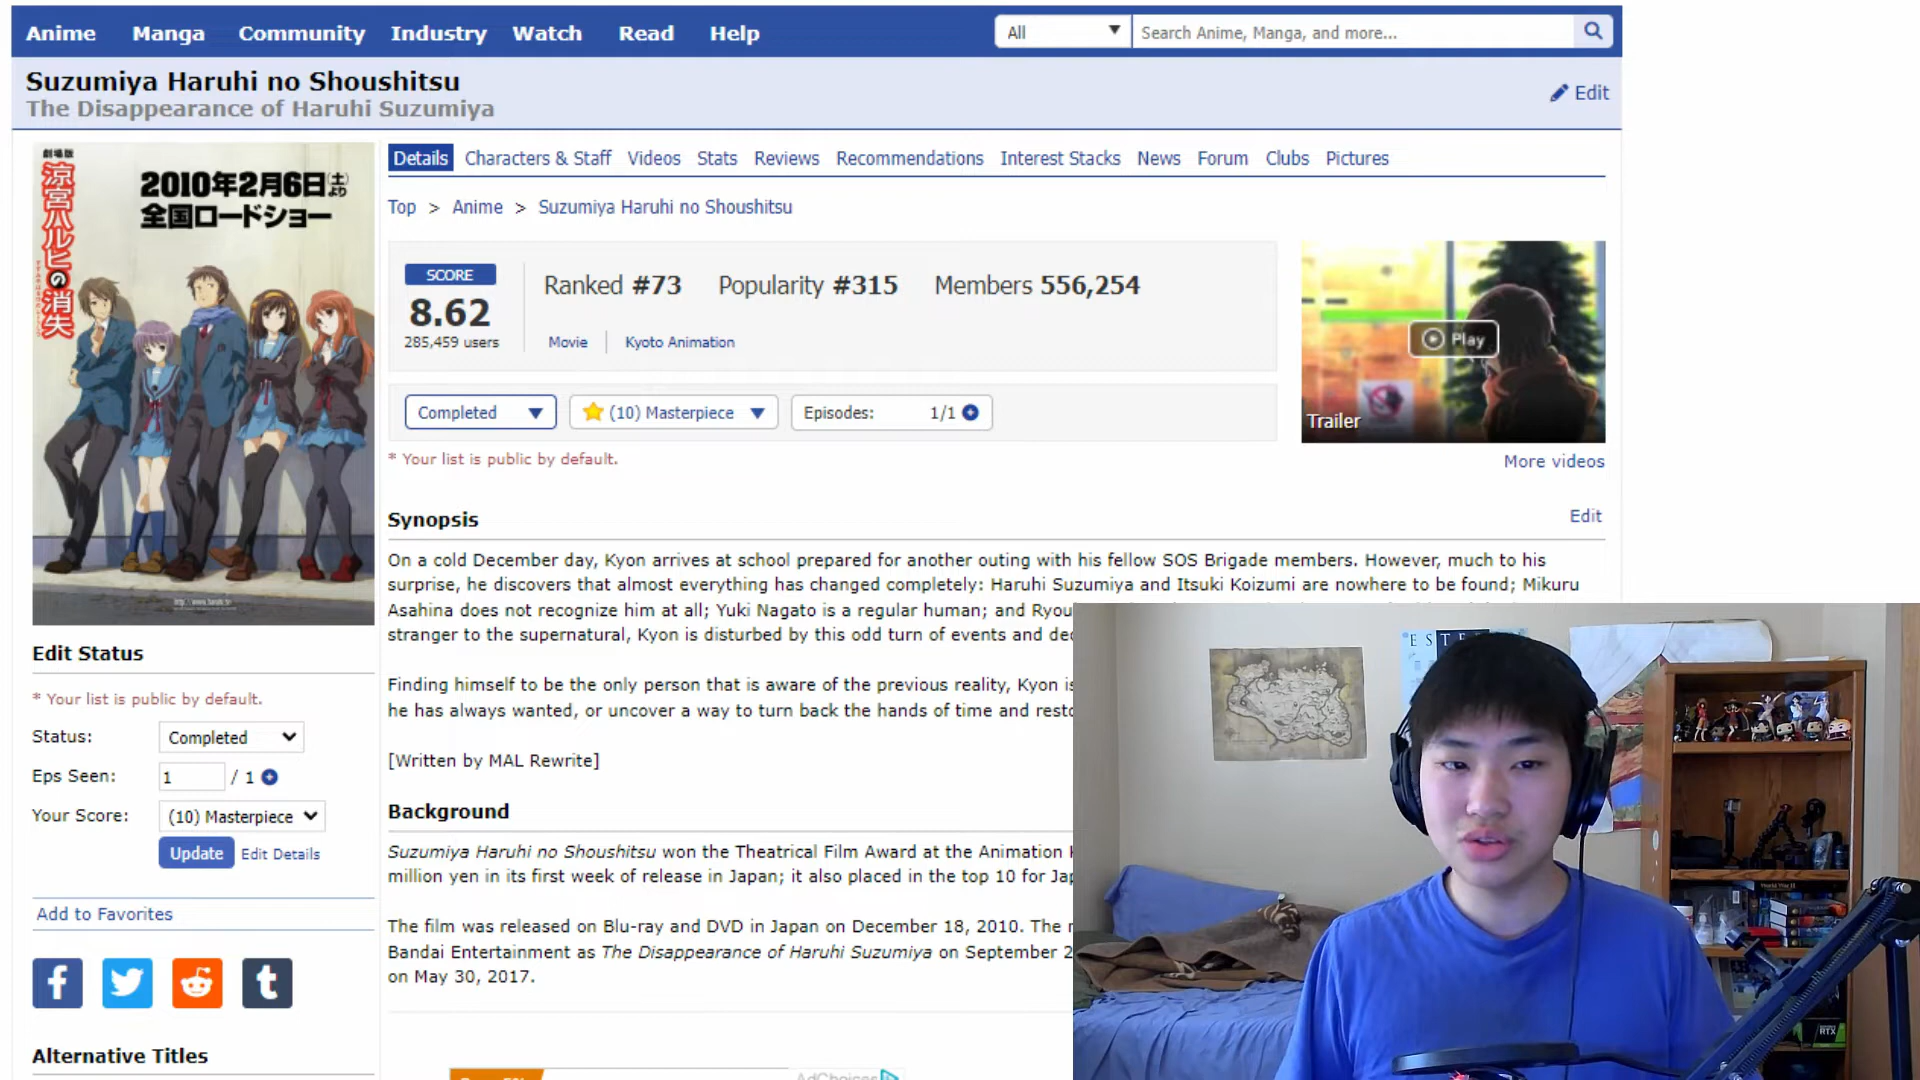 Anime Manga Community Industry Watch Read Help All Search Anime, Manga, and more...
Suzumiya Haruhi no Shoushitsu
The Disappearance of Haruhi Suzumiya
Edit
劇場版
涼宮ハルヒの消失
2010年2月6日(土)より
全国ロードショー
Details Characters & Staff Videos Stats Reviews Recommendations Interest Stacks News Forum Clubs Pictures
Top > Anime > Suzumiya Haruhi no Shoushitsu
SCORE
8.62
285,459 users
Ranked #73 Popularity #315 Members 556,254
Movie Kyoto Animation
Play
Trailer
Completed (10) Masterpiece Episodes: 1/1
* Your list is public by default.
More videos
Synopsis
Edit
On a cold December day, Kyon arrives at school prepared for another outing with his fellow SOS Brigade members. However, much to his
surprise, he discovers that almost everything has changed completely: Haruhi Suzumiya and Itsuki Koizumi are nowhere to be found; Mikuru
Asahina does not recognize him at all; Yuki Nagato is a regular human; and Ryou
stranger to the supernatural, Kyon is disturbed by this odd turn of events and dec
Finding himself to be the only person that is aware of the previous reality, Kyon is
he has always wanted, or uncover a way to turn back the hands of time and resto
[Written by MAL Rewrite]
Background
Suzumiya Haruhi no Shoushitsu won the Theatrical Film Award at the Animation
million yen in its first week of release in Japan; it also placed in the top 10 for Jap
The film was released on Blu-ray and DVD in Japan on December 18, 2010. The
Bandai Entertainment as The Disappearance of Haruhi Suzumiya on September 2
on May 30, 2017.
Edit Status
* Your list is public by default.
Status: Completed
Eps Seen: 1 / 1
Your Score: (10) Masterpiece
Update Edit Details
Add to Favorites
Alternative Titles
AdChoices
World War II
RTX